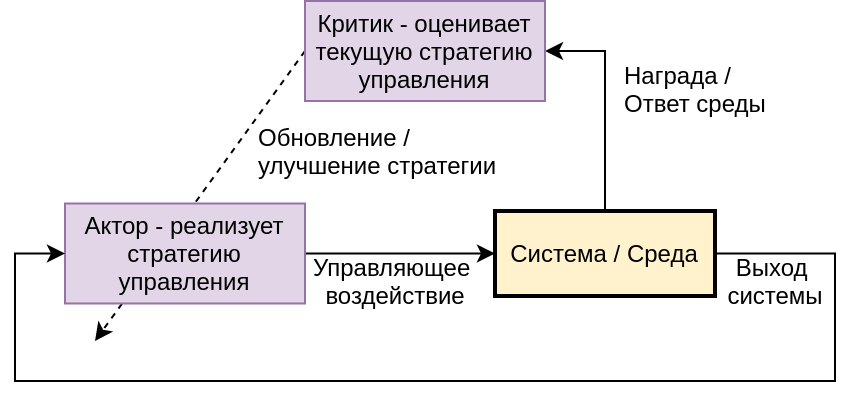 Критик - оценивает
текущую стратегию
управления
Награда /
Ответ среды
Обновление /
улучшение стратегии
Актор - реализует
стратегию
управления
Управляющее
воздействие
Система / Среда
Выход
системы